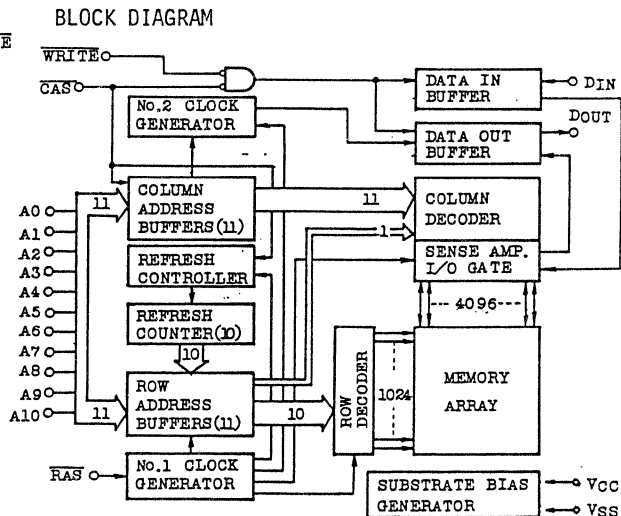 BLOCK DIAGRAM
E
WRITE
CAS
No.2 CLOCK
GENERATOR
DATA IN
BUFFER
DIN
DOUT
DATA OUT
BUFFER
COLUMN
ADDRESS
BUFFERS(11)
11
11
COLUMN
DECODER
1
SENSE AMP.
I/O GATE
REFRESH
CONTROLLER
REFRESH
COUNTER(10)
10
4096
A0
A1
A2
A3
A4
A5
A6
A7
A8
A9
A10
11
ROW
ADDRESS
BUFFERS(11)
10
ROW
DECODER
1024
MEMORY
ARRAY
RAS
No.1 CLOCK
GENERATOR
SUBSTRATE BIAS
GENERATOR
VCC
VSS